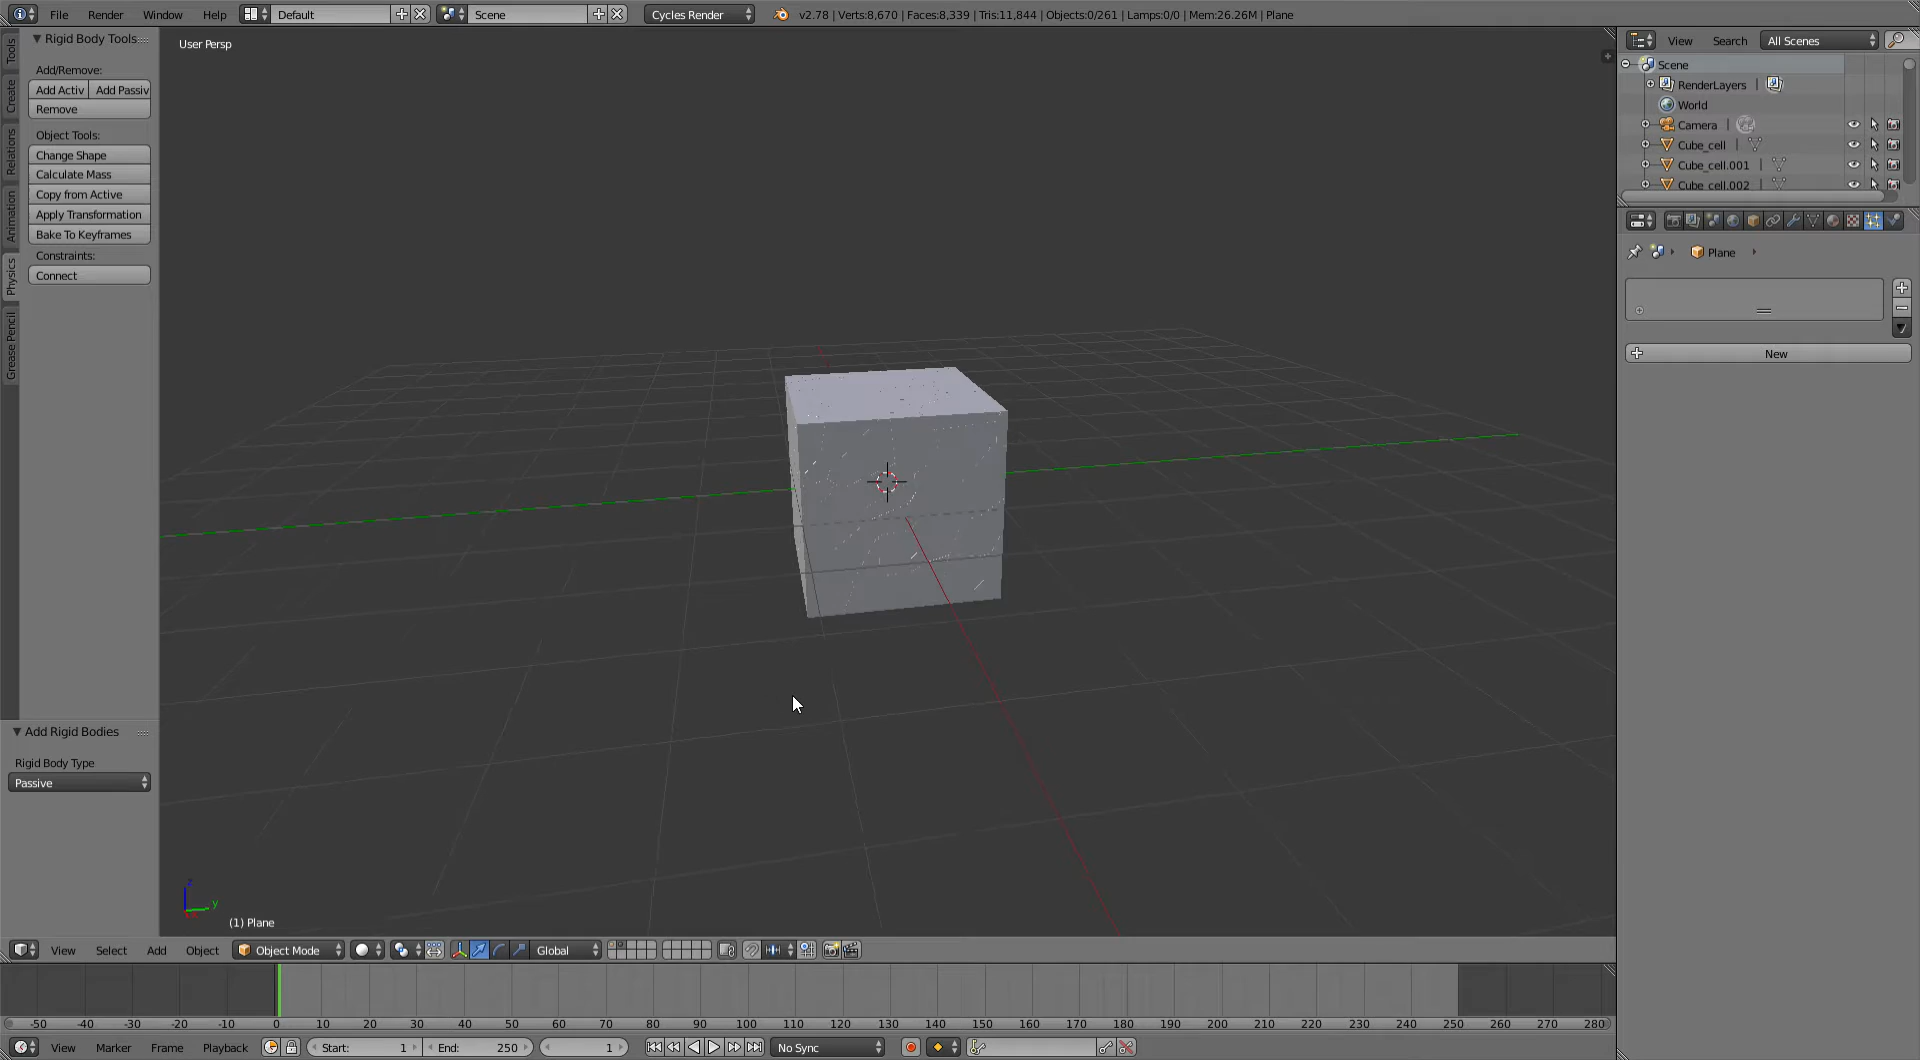 File Render Window Help Default Scene Cycles Render v2.78 | Verts:8,670 | Faces:8,339 | Tris:11,844 | Objects:0/261 | Lamps:0/0 | Mem:26.26M | Plane
Tools
Create
Relations
Animation
Physics
Grease Pencil
Rigid Body Tools
Add/Remove:
Add Activ Add Passiv
Remove
Object Tools:
Change Shape
Calculate Mass
Copy from Active
Apply Transformation
Bake To Keyframes
Constraints:
Connect
Add Rigid Bodies
Rigid Body Type
Passive
User Persp
z
y
(1) Plane
View Search All Scenes
Scene
RenderLayers |
World
Camera |
Cube_cell |
Cube_cell.001 |
Cube_cell.002 |
Plane
New
View Select Add Object Object Mode Global
-50 -40 -30 -20 -10 0 10 20 30 40 50 60 70 80 90 100 110 120 130 140 150 160 170 180 190 200 210 220 230 240 250 260 270 280
View Marker Frame Playback Start: 1 End: 250 1 No Sync